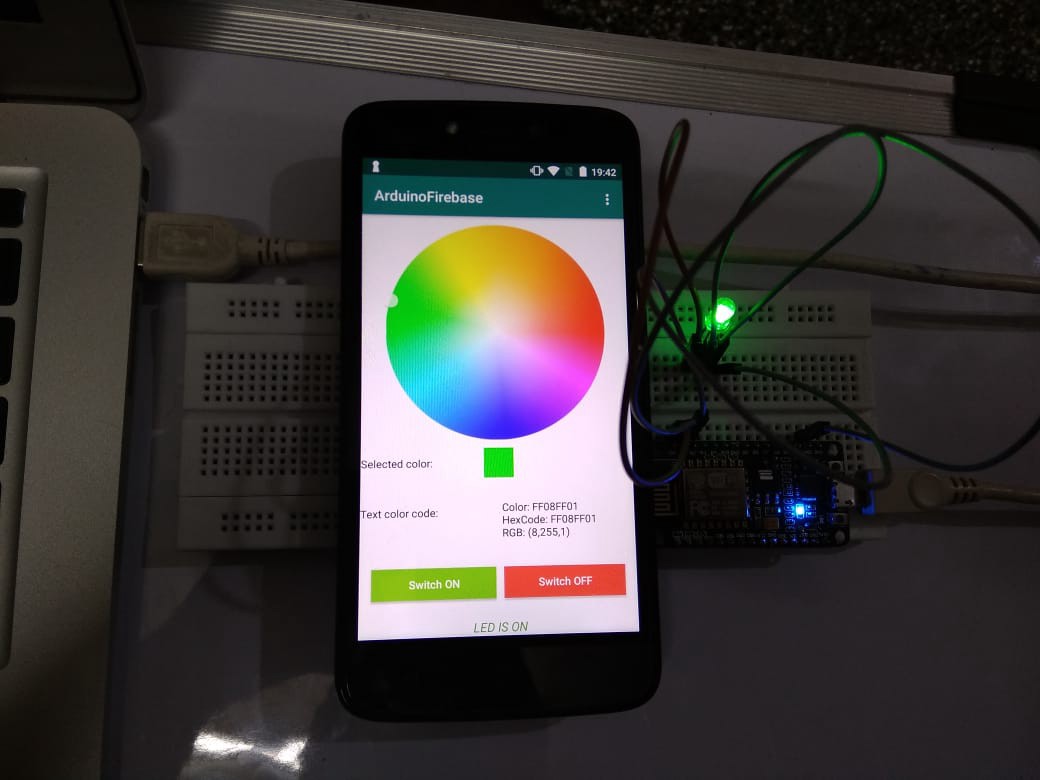 19:42
ArduinoFirebase
Selected color:
Text color code:
Color: FF08FF01
HexCode: FF08FF01
RGB: (8,255,1)
Switch ON
Switch OFF
LED IS ON